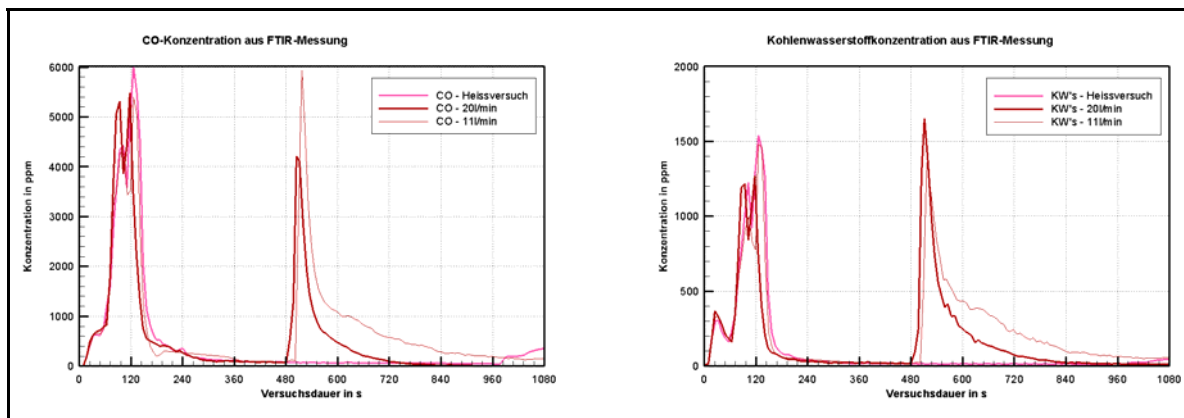 CO-Konzentration aus FTIR-Messung
6000
5000
4000
3000
2000
1000
0
Konzentration in ppm
CO - Heissversuch
CO - 20l/min
CO - 11l/min
0 120 240 360 480 600 720 840 960 1080
Versuchsdauer in s
Kohlenwasserstoffkonzentration aus FTIR-Messung
2000
1500
1000
500
0
Konzentration in ppm
KW's - Heissversuch
KW's - 20l/min
KW's - 11l/min
0 120 240 360 480 600 720 840 960 1080
Versuchsdauer in s